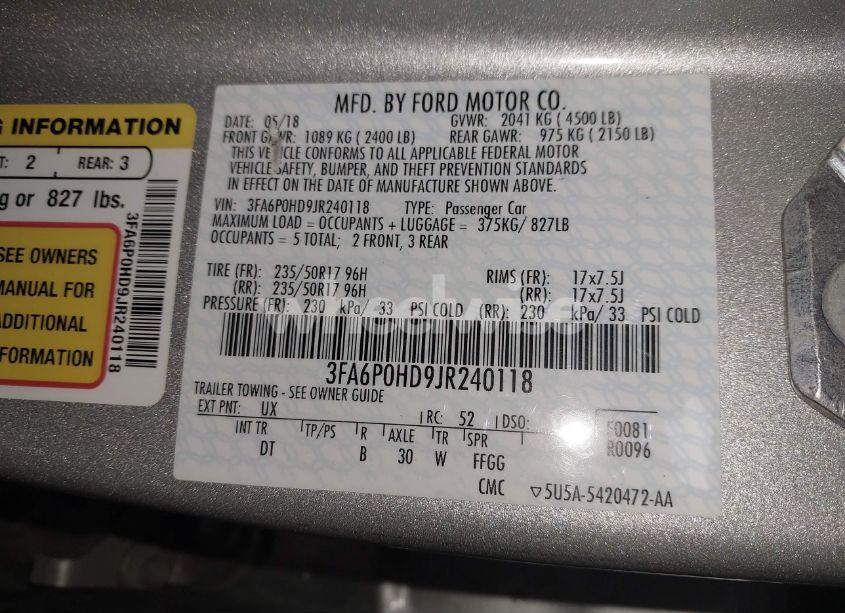 G INFORMATION
T: 2 REAR: 3
g or 827 lbs.
SEE OWNERS
MANUAL FOR
ADDITIONAL
FORMATION
3FA6P0HD9JR240118
MFD. BY FORD MOTOR CO.
DATE: 05/18 GVWR: 2041 KG ( 4500 LB)
FRONT GAWR: 1089 KG ( 2400 LB) REAR GAWR: 975 KG ( 2150 LB)
THIS VEHICLE CONFORMS TO ALL APPLICABLE FEDERAL MOTOR
VEHICLE SAFETY, BUMPER, AND THEFT PREVENTION STANDARDS
IN EFFECT ON THE DATE OF MANUFACTURE SHOWN ABOVE.
VIN: 3FA6P0HD9JR240118 TYPE: Passenger Car
MAXIMUM LOAD = OCCUPANTS + LUGGAGE = 375KG/ 827LB
OCCUPANTS = 5 TOTAL; 2 FRONT, 3 REAR
TIRE (FR): 235/50R17 96H RIMS (FR): 17x7.5J
(RR): 235/50R17 96H (RR): 17x7.5J
PRESSURE (FR): 230 kPa/ 33 PSI COLD (RR): 230 kPa/ 33 PSI COLD
3FA6P0HD9JR240118
TRAILER TOWING - SEE OWNER GUIDE
EXT PNT: UX RC: 52 DSO: F0081
INT TR TP/PS R AXLE TR SPR R0096
DT B 30 W FFGG
CMC ▽5U5A-5420472-AA